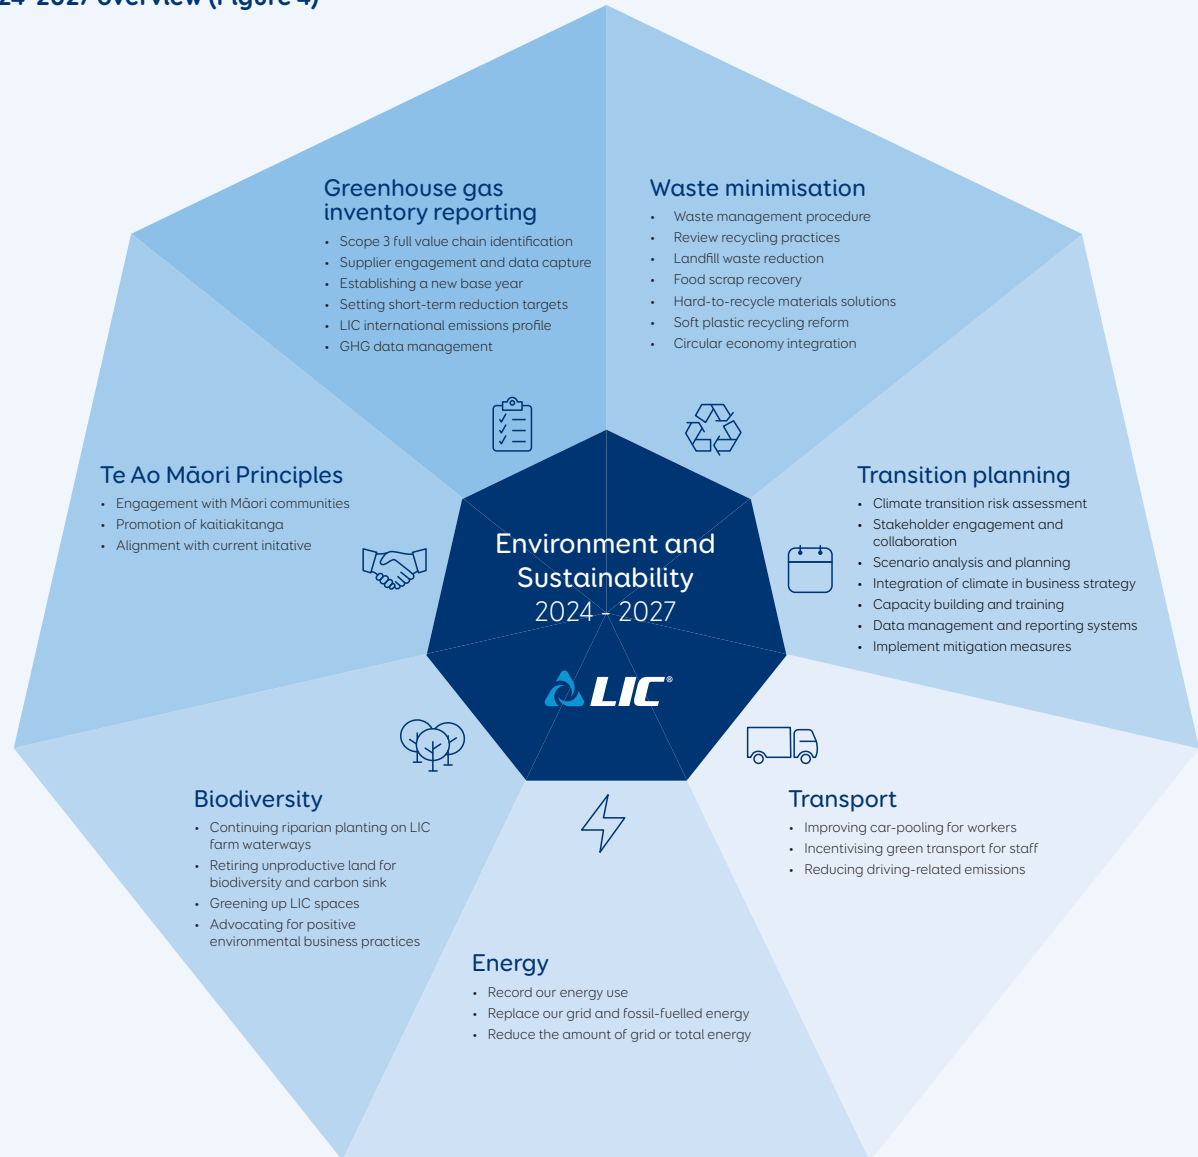 2027 Overview (Figure 4)
Greenhouse gas
inventory reporting
• Scope 3 full value chain identification
• Supplier engagement and data capture
• Establishing a new base year
• Setting short-term reduction targets
• LIC international emissions profile
• GHG data management
Waste minimisation
• Waste management procedure
• Review recycling practices
• Landfill waste reduction
• Food scrap recovery
• Hard-to-recycle materials solutions
• Soft plastic recycling reform
• Circular economy integration
Te Ao Māori Principles
• Engagement with Māori communities
• Promotion of kaitiakitanga
• Alignment with current initative
Environment and
Sustainability
2024 - 2027
LIC®
Transition planning
• Climate transition risk assessment
• Stakeholder engagement and
collaboration
• Scenario analysis and planning
• Integration of climate in business strategy
• Capacity building and training
• Data management and reporting systems
• Implement mitigation measures
Biodiversity
• Continuing riparian planting on LIC
farm waterways
• Retiring unproductive land for
biodiversity and carbon sink
• Greening up LIC spaces
• Advocating for positive
environmental business practices
Transport
• Improving car-pooling for workers
• Incentivising green transport for staff
• Reducing driving-related emissions
Energy
• Record our energy use
• Replace our grid and fossil-fuelled energy
• Reduce the amount of grid or total energy